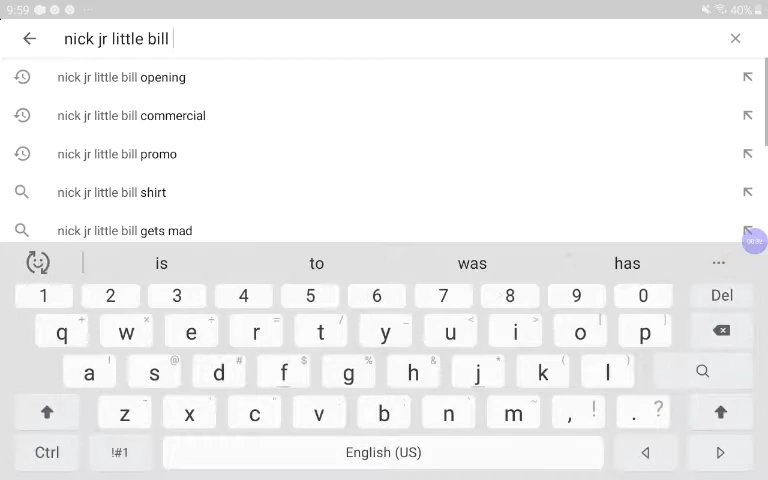 9:59 40%
nick jr little bill
nick jr little bill opening
nick jr little bill commercial
nick jr little bill promo
nick jr little bill shirt
nick jr little bill gets mad
is to was has ...
1 2 3 4 5 6 7 8 9 0 Del
q w e r t y u i o p
a s d f g h j k l
z x c v b n m , ! . ?
Ctrl !#1 English (US)